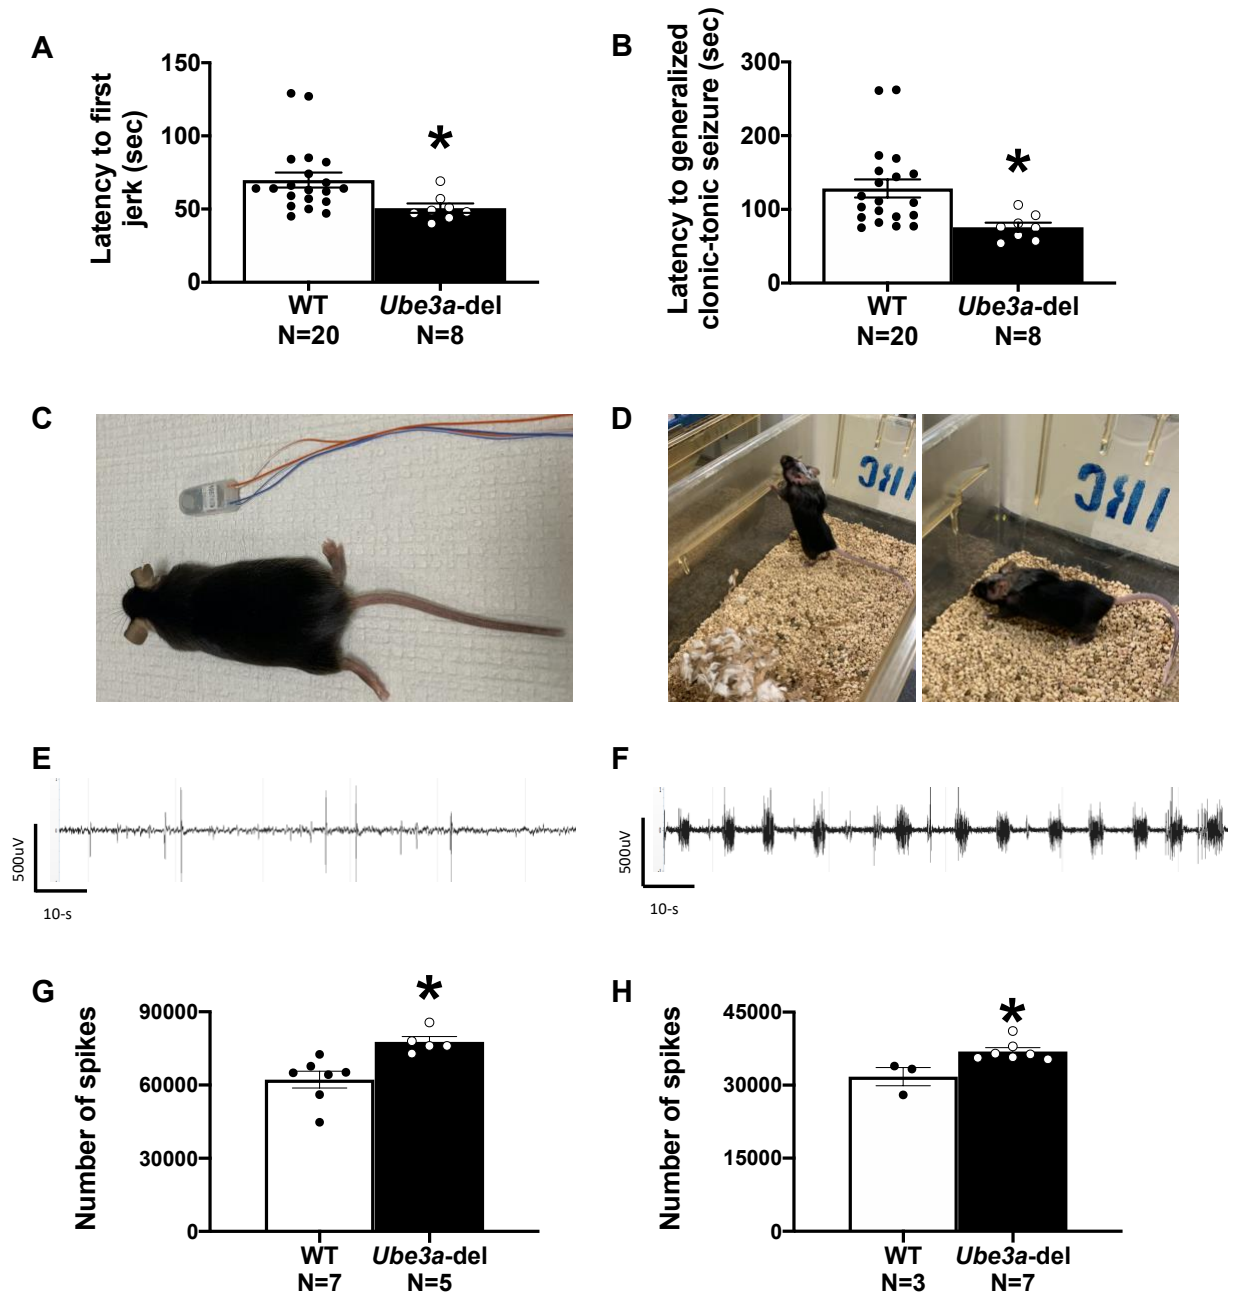 A
Latency to first
jerk (sec)
150
100
50
0
*
WT
N=20
Ube3a-del
N=8
B
Latency to generalized
clonic-tonic seizure (sec)
300
200
100
0
*
WT
N=20
Ube3a-del
N=8
C
D
E
500uV
10-s
F
500uV
10-s
G
Number of spikes
90000
60000
30000
0
*
WT
N=7
Ube3a-del
N=5
H
Number of spikes
45000
30000
15000
0
*
WT
N=3
Ube3a-del
N=7